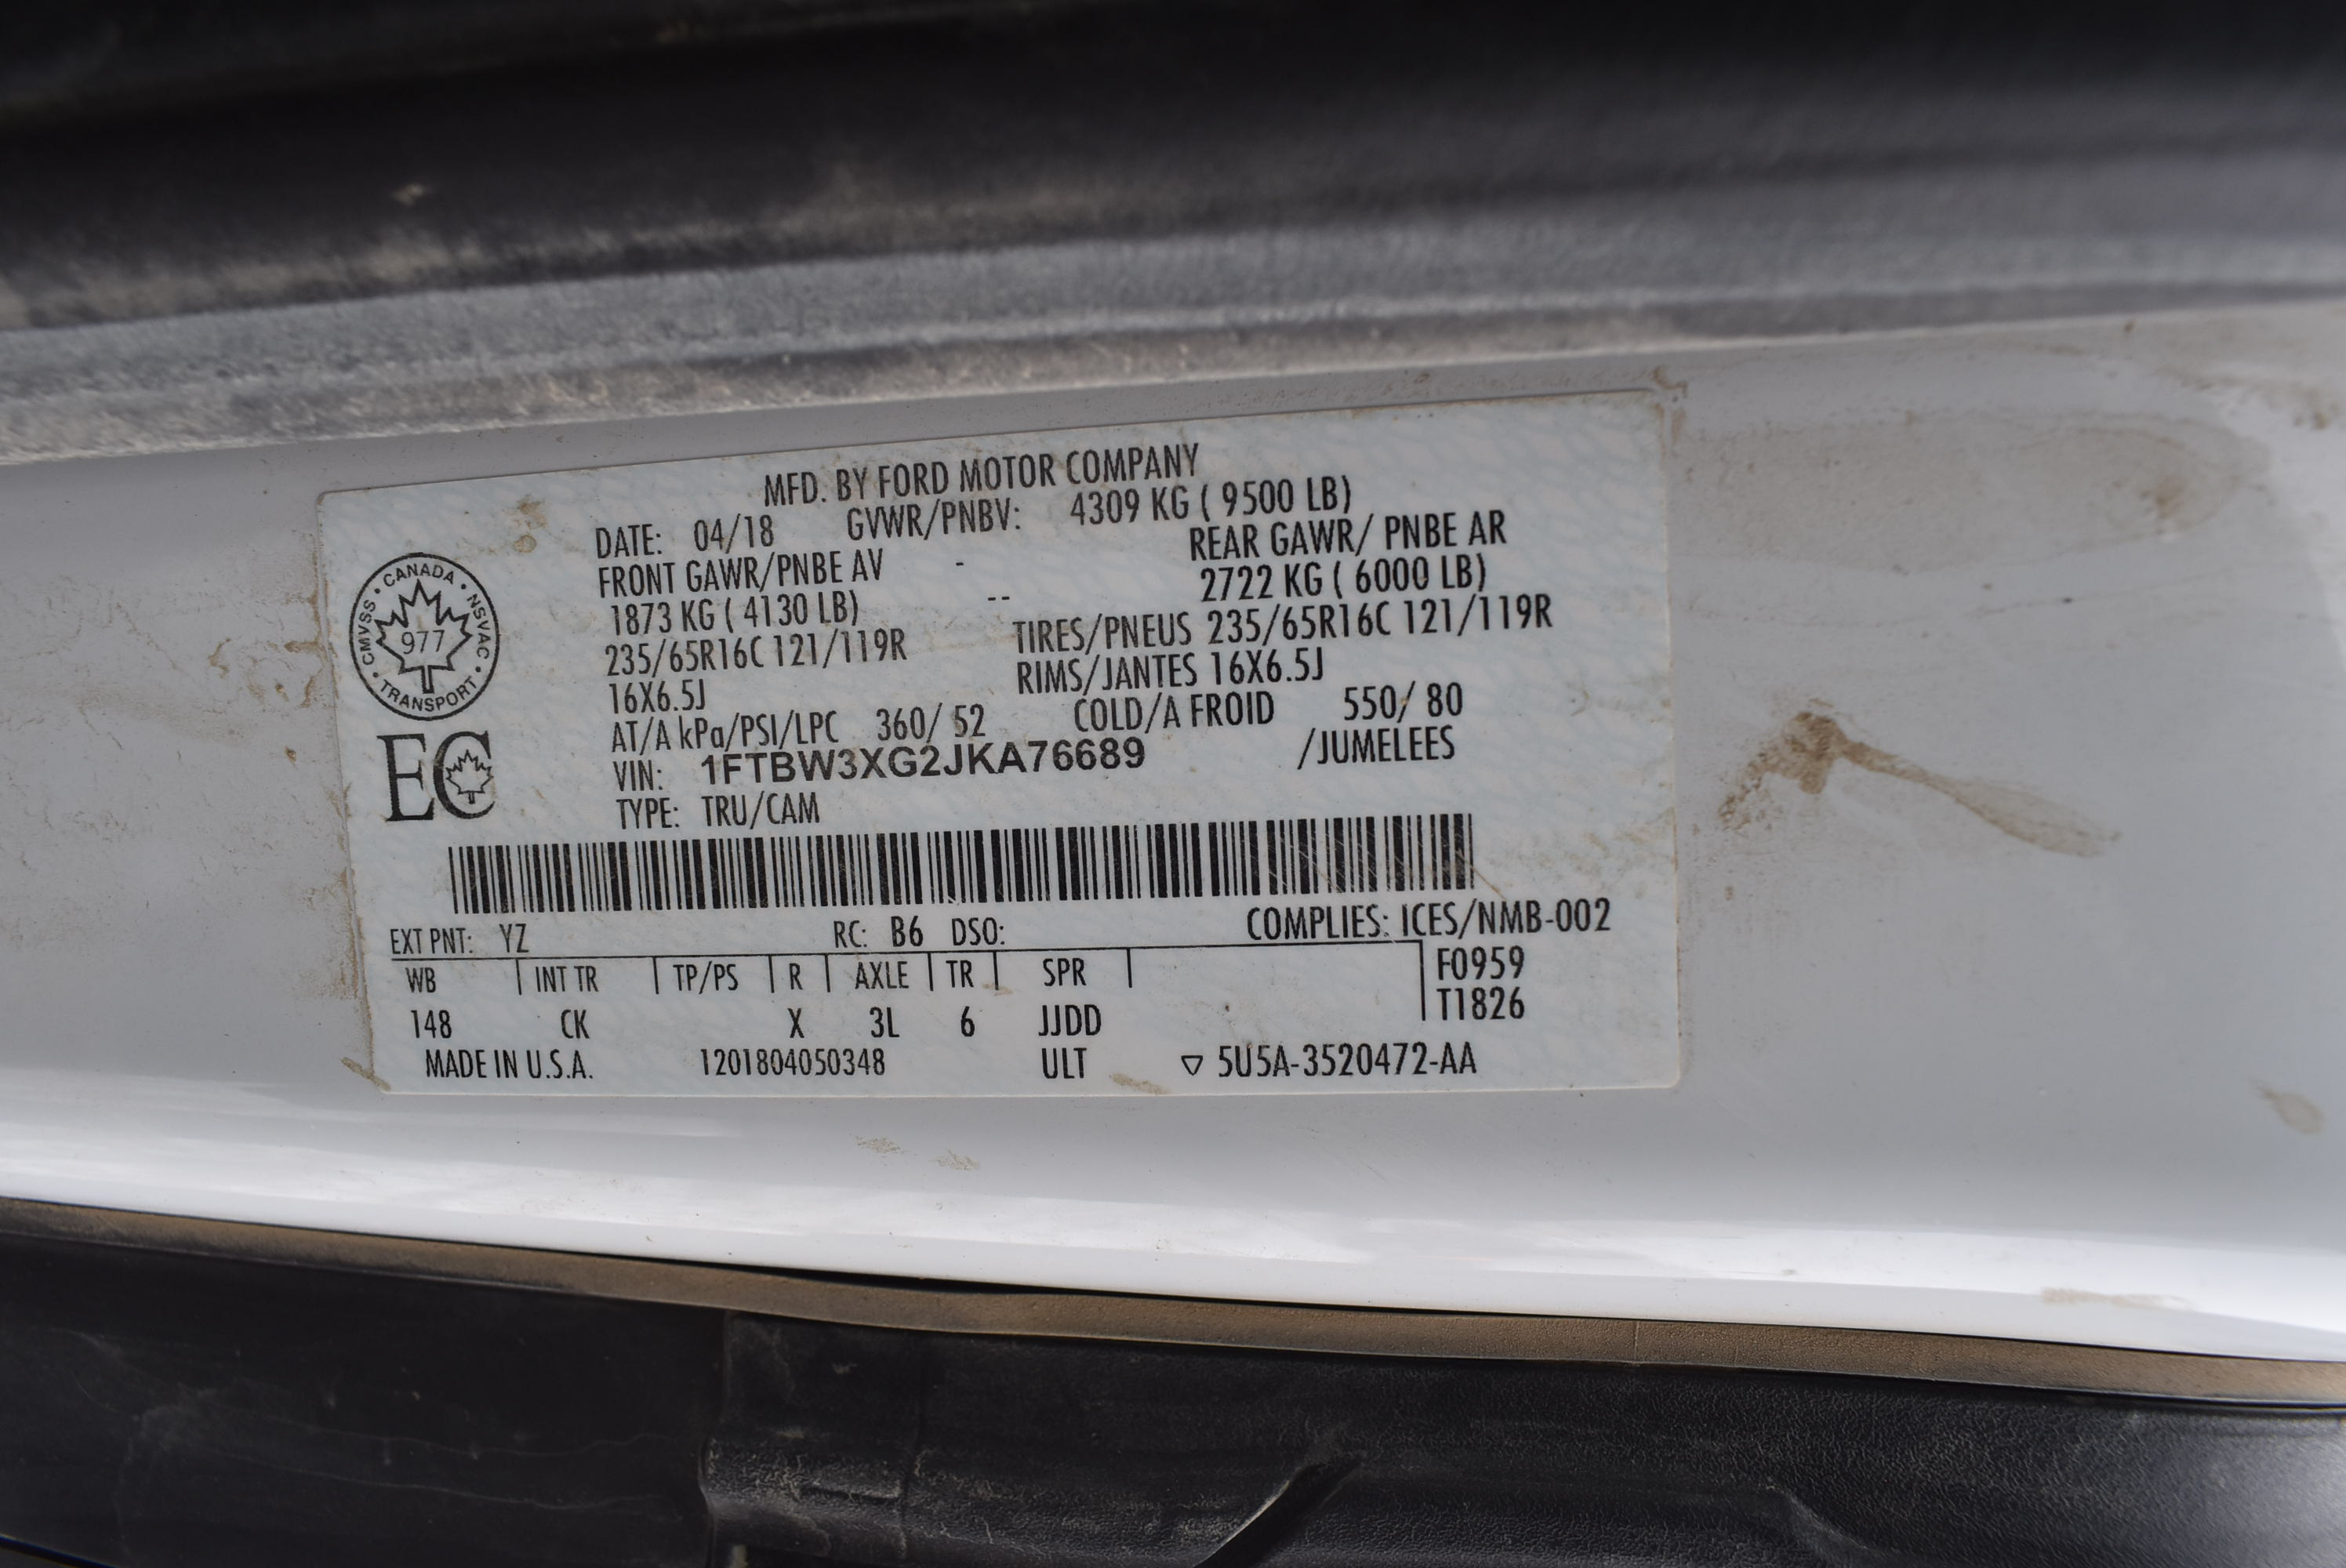 MFD. BY FORD MOTOR COMPANY
DATE: 04/18 GVWR/PNBV: 4309 KG ( 9500 LB)
FRONT GAWR/PNBE AV - REAR GAWR/ PNBE AR
1873 KG ( 4130 LB) -- 2722 KG ( 6000 LB)
235/65R16C 121/119R TIRES/PNEUS 235/65R16C 121/119R
16X6.5J RIMS/JANTES 16X6.5J
AT/A kPa/PSI/LPC 360/ 52 COLD/A FROID 550/ 80
VIN: 1FTBW3XG2JKA76689 /JUMELEES
TYPE: TRU/CAM
CANADA
CMVSS 977 NSVAC
TRANSPORT
EC
EXT PNT: YZ RC: B6 DSO: COMPLIES: ICES/NMB-002
WB INT TR TP/PS R AXLE TR SPR F0959
T1826
148 CK X 3L 6 JJDD
MADE IN U.S.A. 1201804050348 ULT ▽ 5U5A-3520472-AA